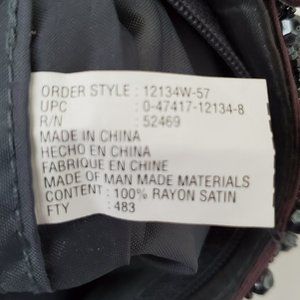 ORDER STYLE : 12134W-57
UPC : 0-47417-12134-8
R/N : 52469
MADE IN CHINA
HECHO EN CHINA
FABRIQUE EN CHINE
MADE OF MAN MADE MATERIALS
CONTENT : 100% RAYON SATIN
FTY : 483